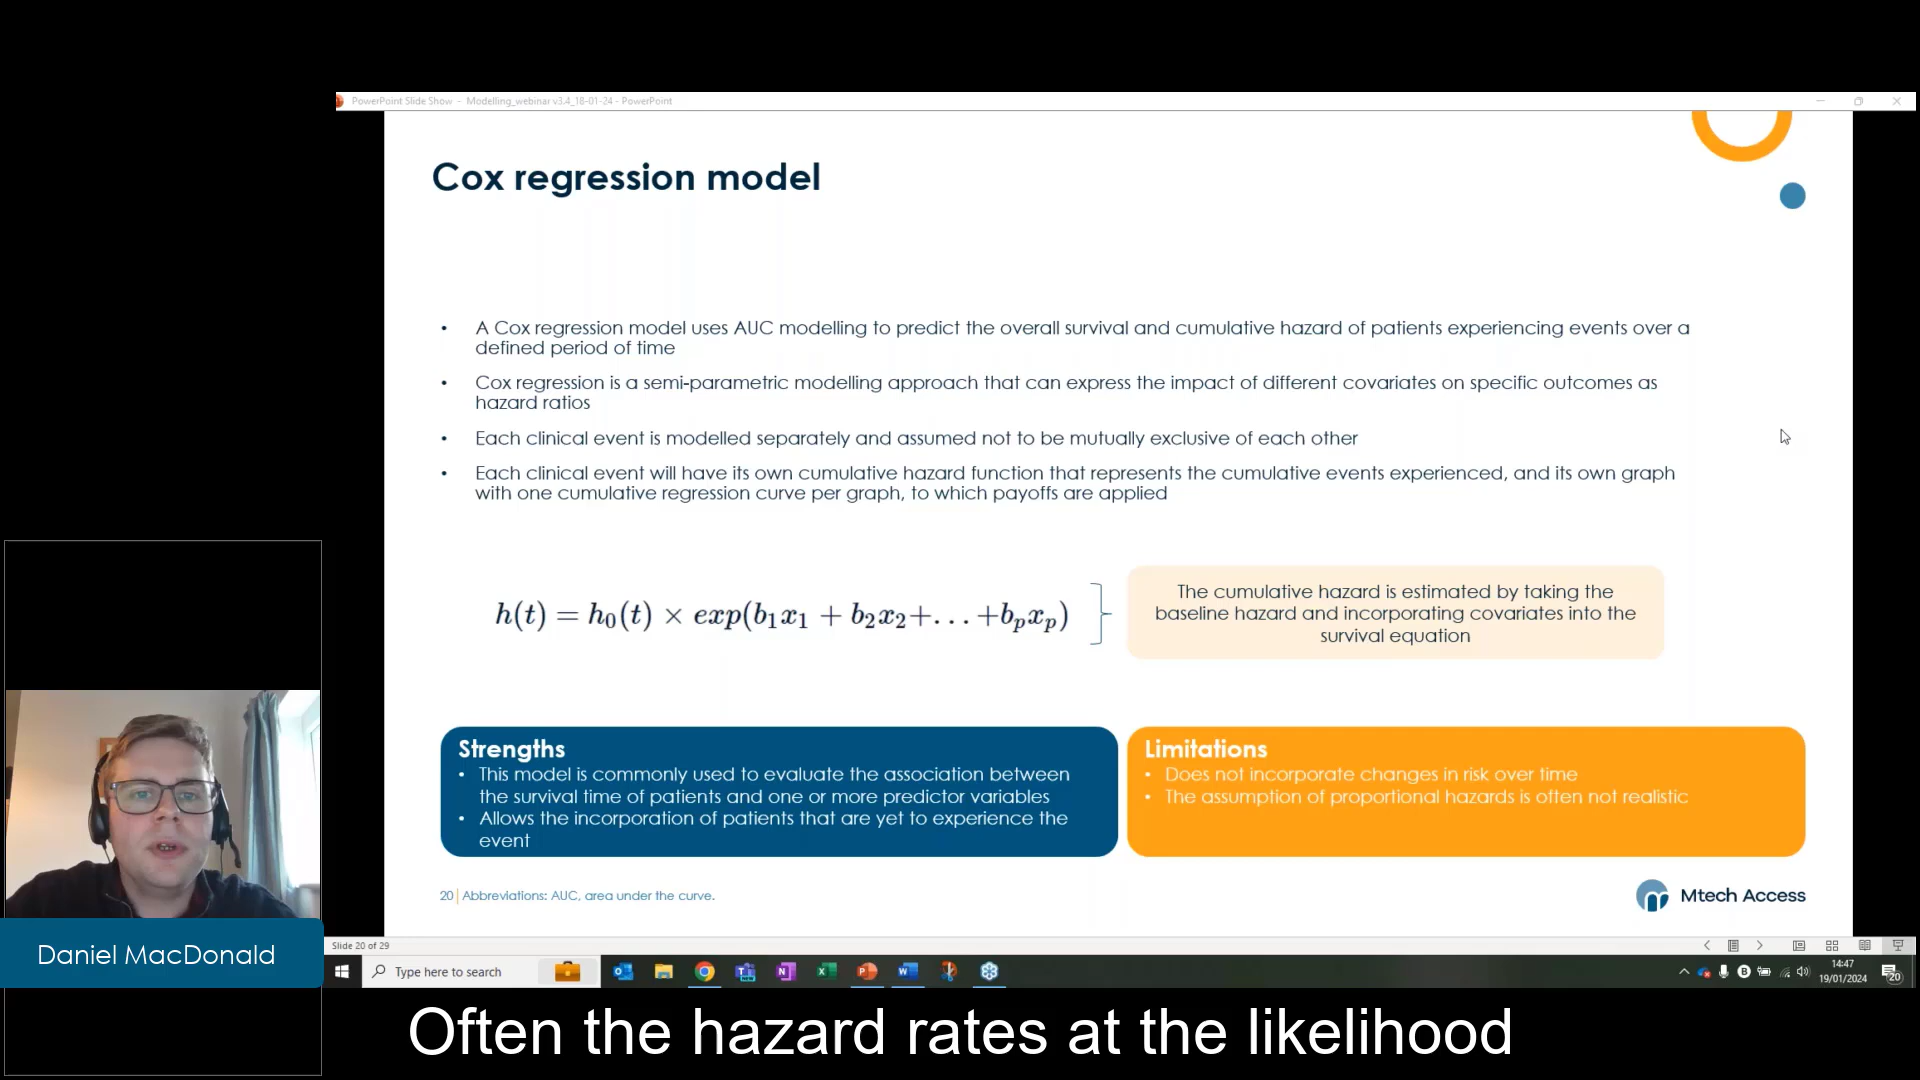 PowerPoint Slide Show - Modelling_webinar v3.4_18-01-24 - PowerPoint
Cox regression model
• A Cox regression model uses AUC modelling to predict the overall survival and cumulative hazard of patients experiencing events over a
defined period of time
• Cox regression is a semi-parametric modelling approach that can express the impact of different covariates on specific outcomes as
hazard ratios
• Each clinical event is modelled separately and assumed not to be mutually exclusive of each other
• Each clinical event will have its own cumulative hazard function that represents the cumulative events experienced, and its own graph
with one cumulative regression curve per graph, to which payoffs are applied
h(t) = h₀(t) × exp(b₁x₁ + b₂x₂+...+bₚxₚ)
The cumulative hazard is estimated by taking the
baseline hazard and incorporating covariates into the
survival equation
Strengths
• This model is commonly used to evaluate the association between
the survival time of patients and one or more predictor variables
• Allows the incorporation of patients that are yet to experience the
event
Limitations
• Does not incorporate changes in risk over time
• The assumption of proportional hazards is often not realistic
20 | Abbreviations: AUC, area under the curve.
Mtech Access
Daniel MacDonald
Slide 20 of 29
Type here to search
14:47
19/01/2024
20
Often the hazard rates at the likelihood